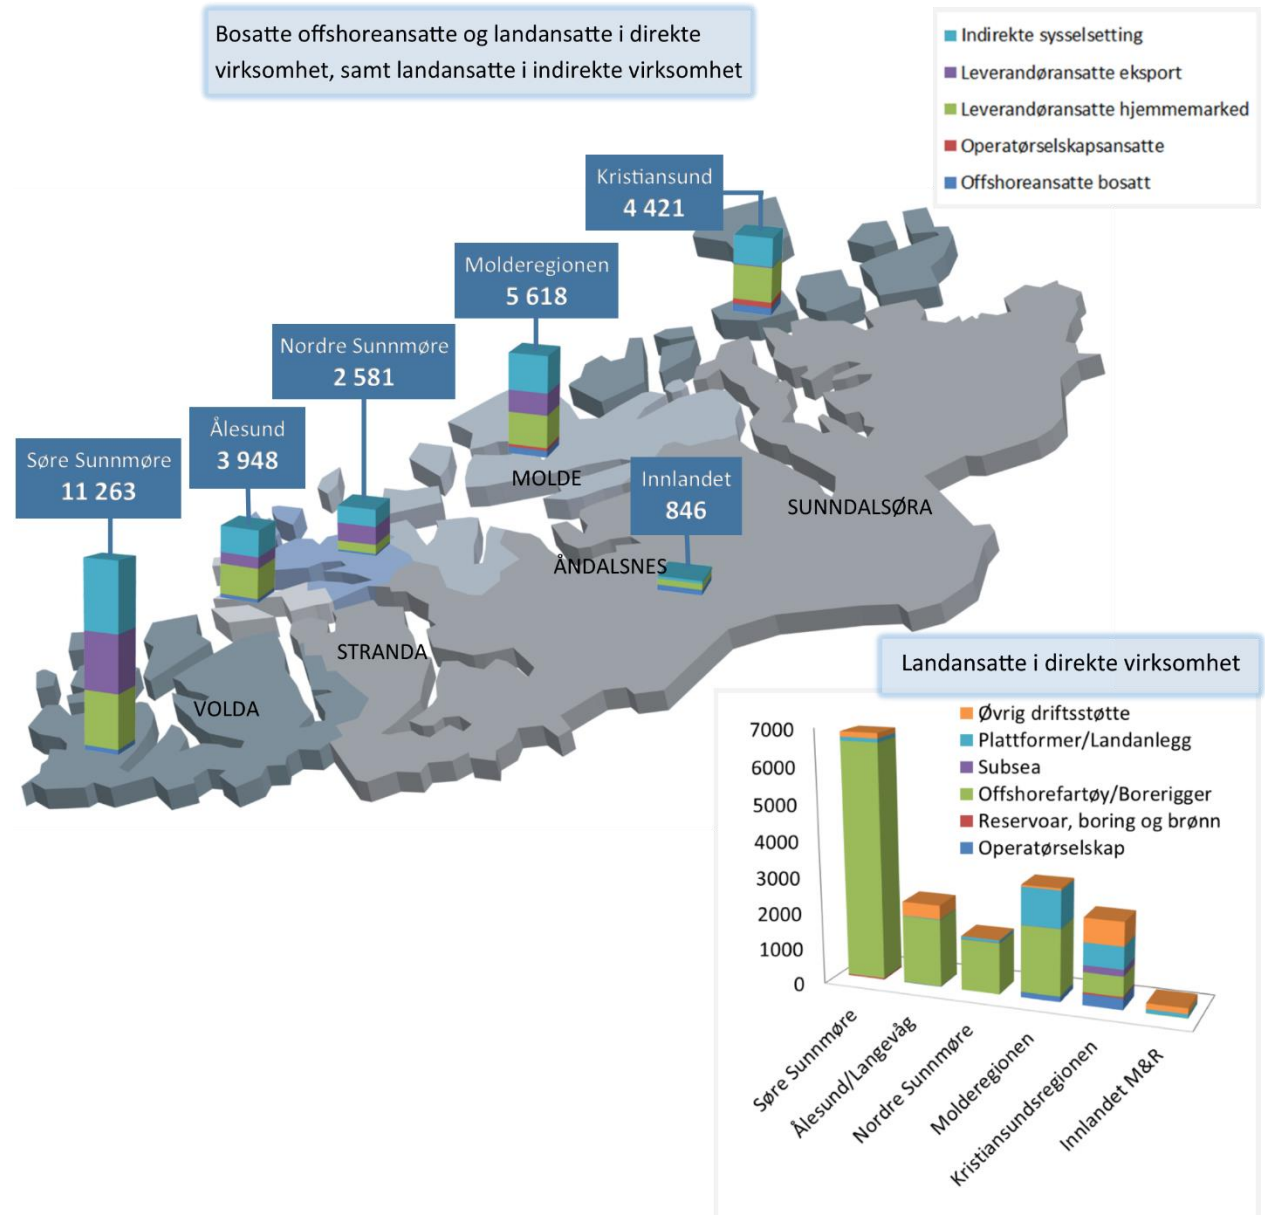 Bosatte offshoreansatte og landansatte i direkte
virksomhet, samt landansatte i indirekte virksomhet
Indirekte sysselsetting
Leverandøransatte eksport
Leverandøransatte hjemmemarked
Operatørselskapsansatte
Offshoreansatte bosatt
Kristiansund
4 421
Molderegionen
5 618
Nordre Sunnmøre
2 581
Ålesund
3 948
Søre Sunnmøre
11 263
Innlandet
846
MOLDE
SUNNDALSØRA
ÅNDALSNES
STRANDA
VOLDA
Landansatte i direkte virksomhet
Øvrig driftsstøtte
Plattformer/Landanlegg
Subsea
Offshorefartøy/Borerigger
Reservoar, boring og brønn
Operatørselskap
7000
6000
5000
4000
3000
2000
1000
0
Søre Sunnmøre
Ålesund/Langevåg
Nordre Sunnmøre
Molderegionen
Kristiansundsregionen
Innlandet M&R